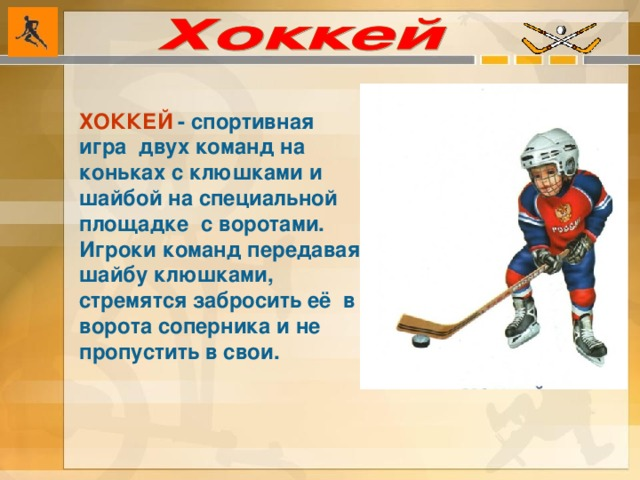 Хоккей
ХОККЕЙ - спортивная
игра двух команд на
коньках с клюшками и
шайбой на специальной
площадке с воротами.
Игроки команд передавая
шайбу клюшками,
стремятся забросить её в
ворота соперника и не
пропустить в свои.
РОССИЯ